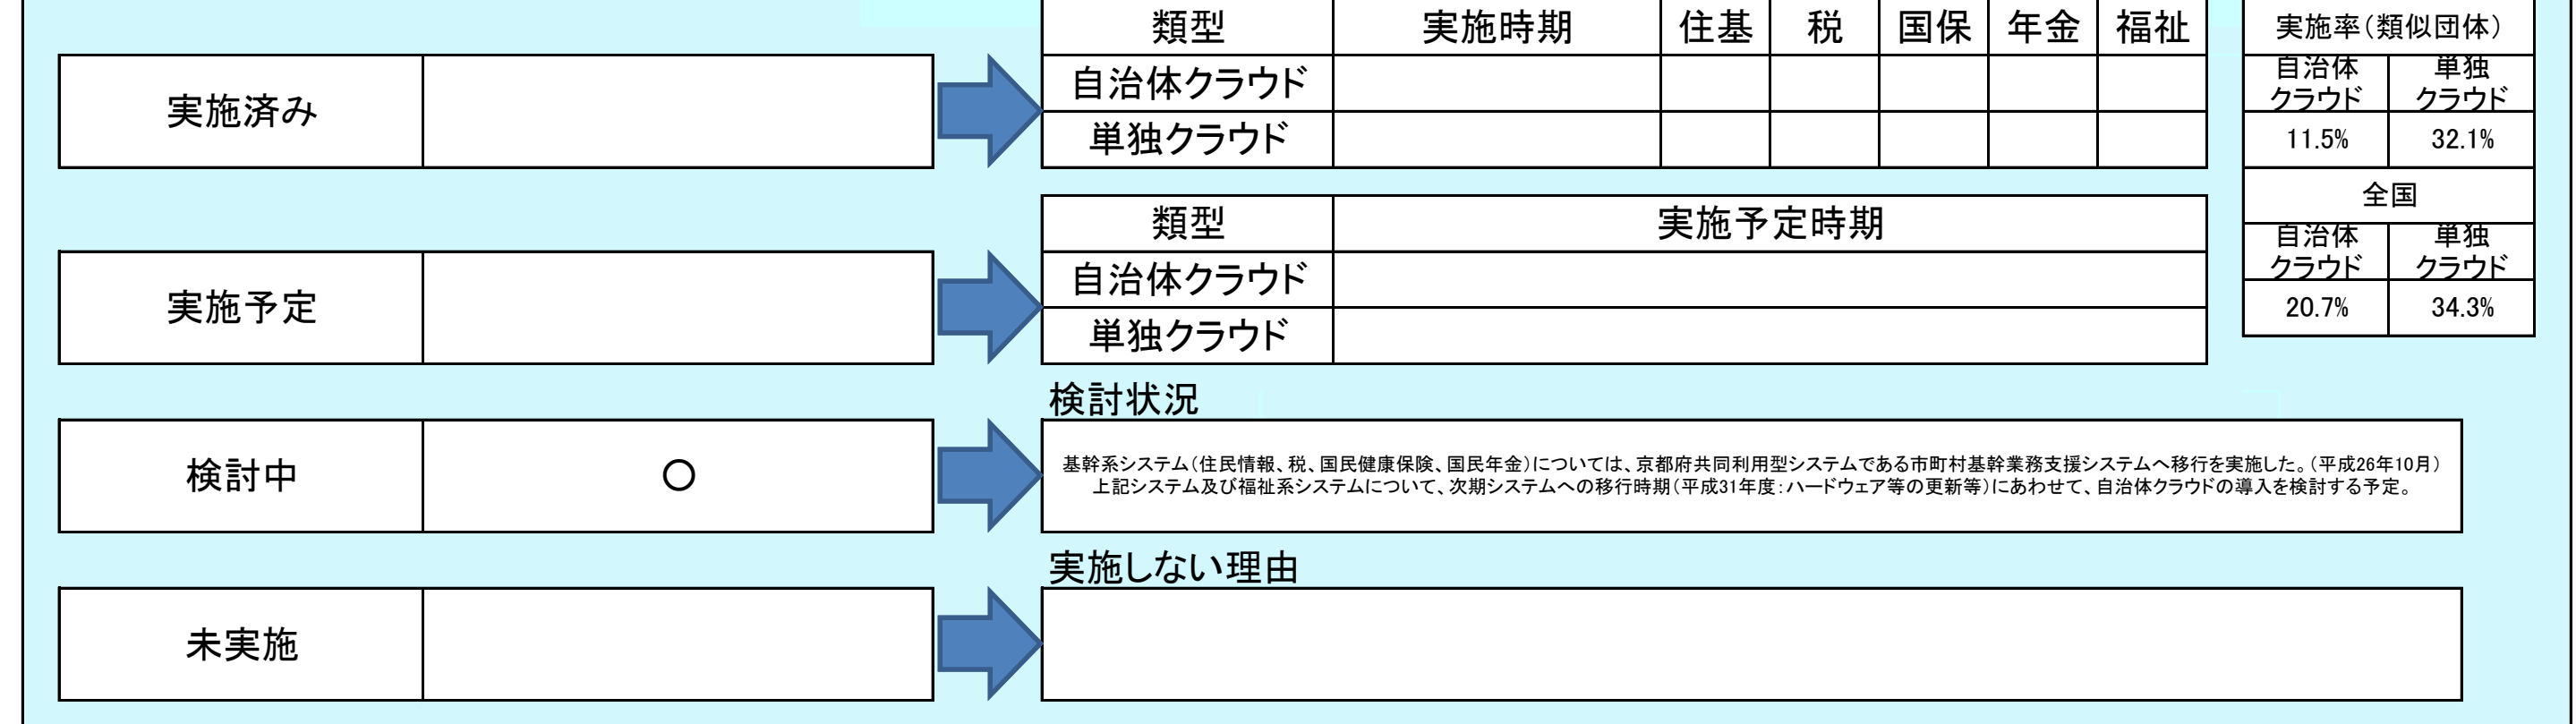 類型 実施時期 住基 税 国保 年金 福祉
自治体クラウド
単独クラウド
実施済み
実施率(類似団体)
自治体 単独
クラウド クラウド
11.5% 32.1%
全国
自治体 単独
クラウド クラウド
20.7% 34.3%
類型 実施予定時期
自治体クラウド
単独クラウド
実施予定
検討状況
検討中 ○
基幹系システム(住民情報、税、国民健康保険、国民年金)については、京都府共同利用型システムである市町村基幹業務支援システムへ移行を実施した。(平成26年10月)
上記システム及び福祉系システムについて、次期システムへの移行時期(平成31年度:ハードウェア等の更新等)にあわせて、自治体クラウドの導入を検討する予定。
実施しない理由
未実施